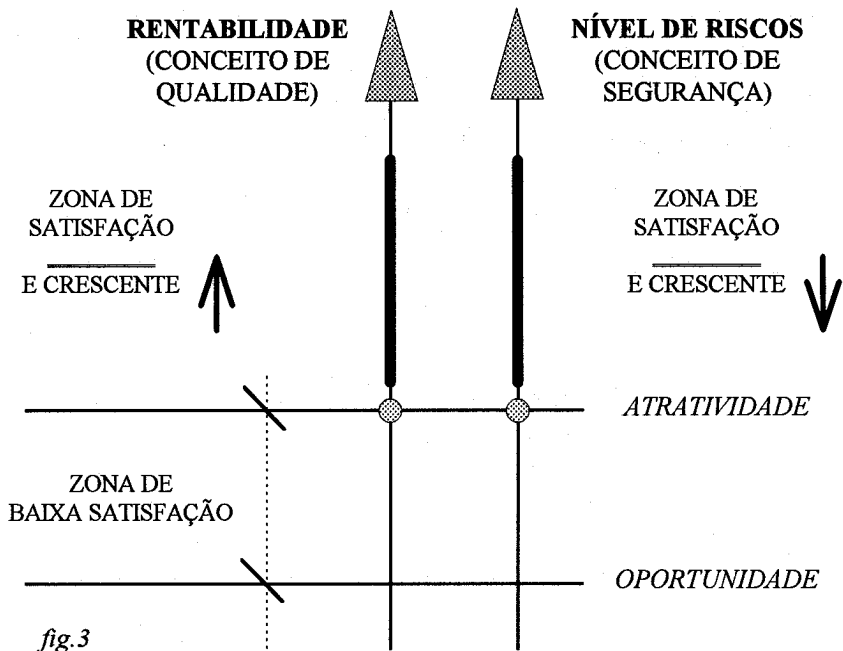 RENTABILIDADE
(CONCEITO DE
QUALIDADE)
NÍVEL DE RISCOS
(CONCEITO DE
SEGURANÇA)
ZONA DE
SATISFAÇÃO
E CRESCENTE
ZONA DE
SATISFAÇÃO
E CRESCENTE
ATRATIVIDADE
ZONA DE
BAIXA SATISFAÇÃO
OPORTUNIDADE
fig.3